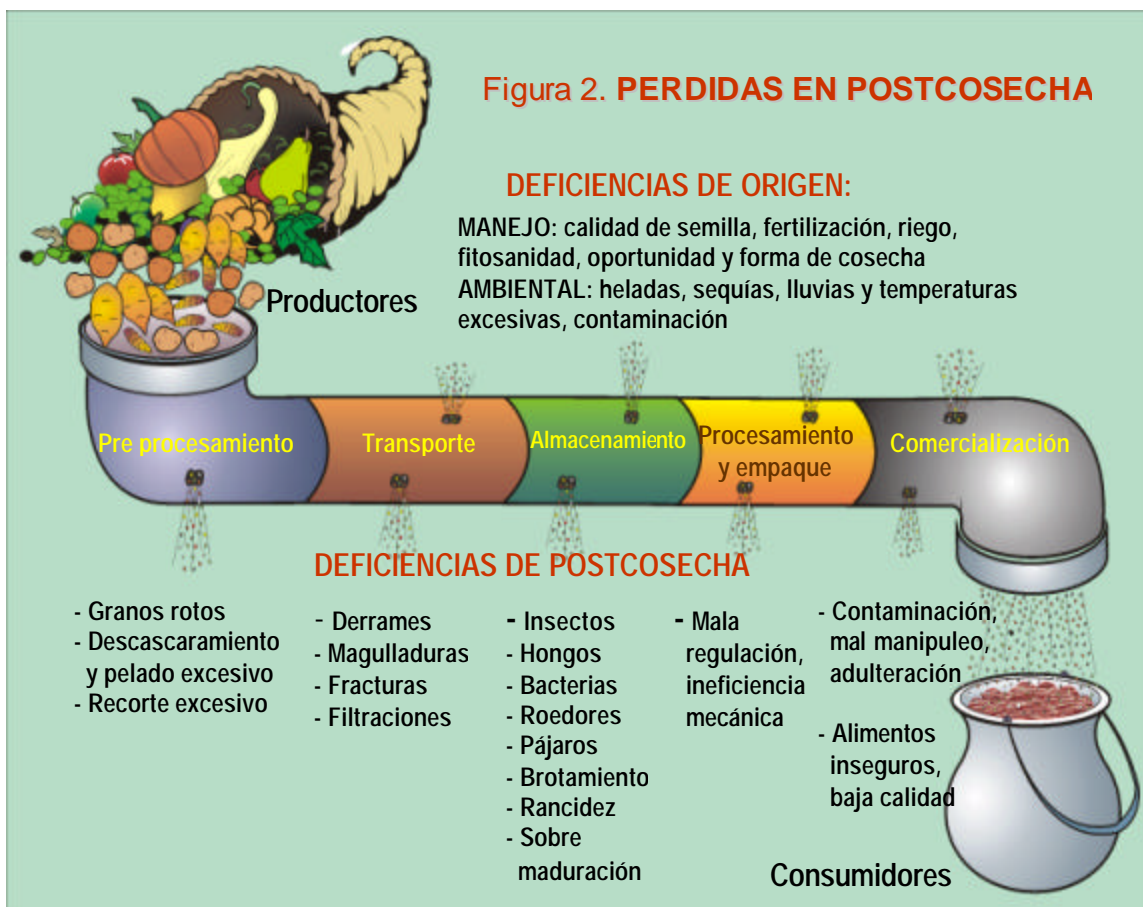 Figura 2. PERDIDAS EN POSTCOSECHA
DEFICIENCIAS DE ORIGEN:
MANEJO: calidad de semilla, fertilización, riego,
fitosanidad, oportunidad y forma de cosecha
AMBIENTAL: heladas, sequías, lluvias y temperaturas
excesivas, contaminación
Productores
Pre procesamiento
Transporte
Almacenamiento
Procesamiento
y empaque
Comercialización
DEFICIENCIAS DE POSTCOSECHA
- Granos rotos
- Descascaramiento
y pelado excesivo
- Recorte excesivo
- Derrames
- Magulladuras
- Fracturas
- Filtraciones
- Insectos
- Hongos
- Bacterias
- Roedores
- Pájaros
- Brotamiento
- Rancidez
- Sobre
maduración
- Mala
regulación,
ineficiencia
mecánica
- Contaminación,
mal manipuleo,
adulteración
- Alimentos
inseguros,
baja calidad
Consumidores